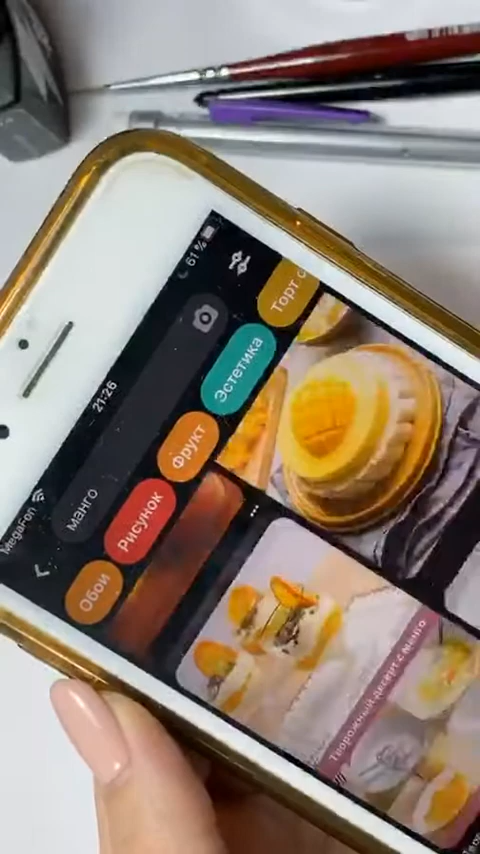 MegaFon 21:26 61%
манго
Обои
Рисунок
Фрукт
Эстетика
Торт с
Творожный десерт с манго